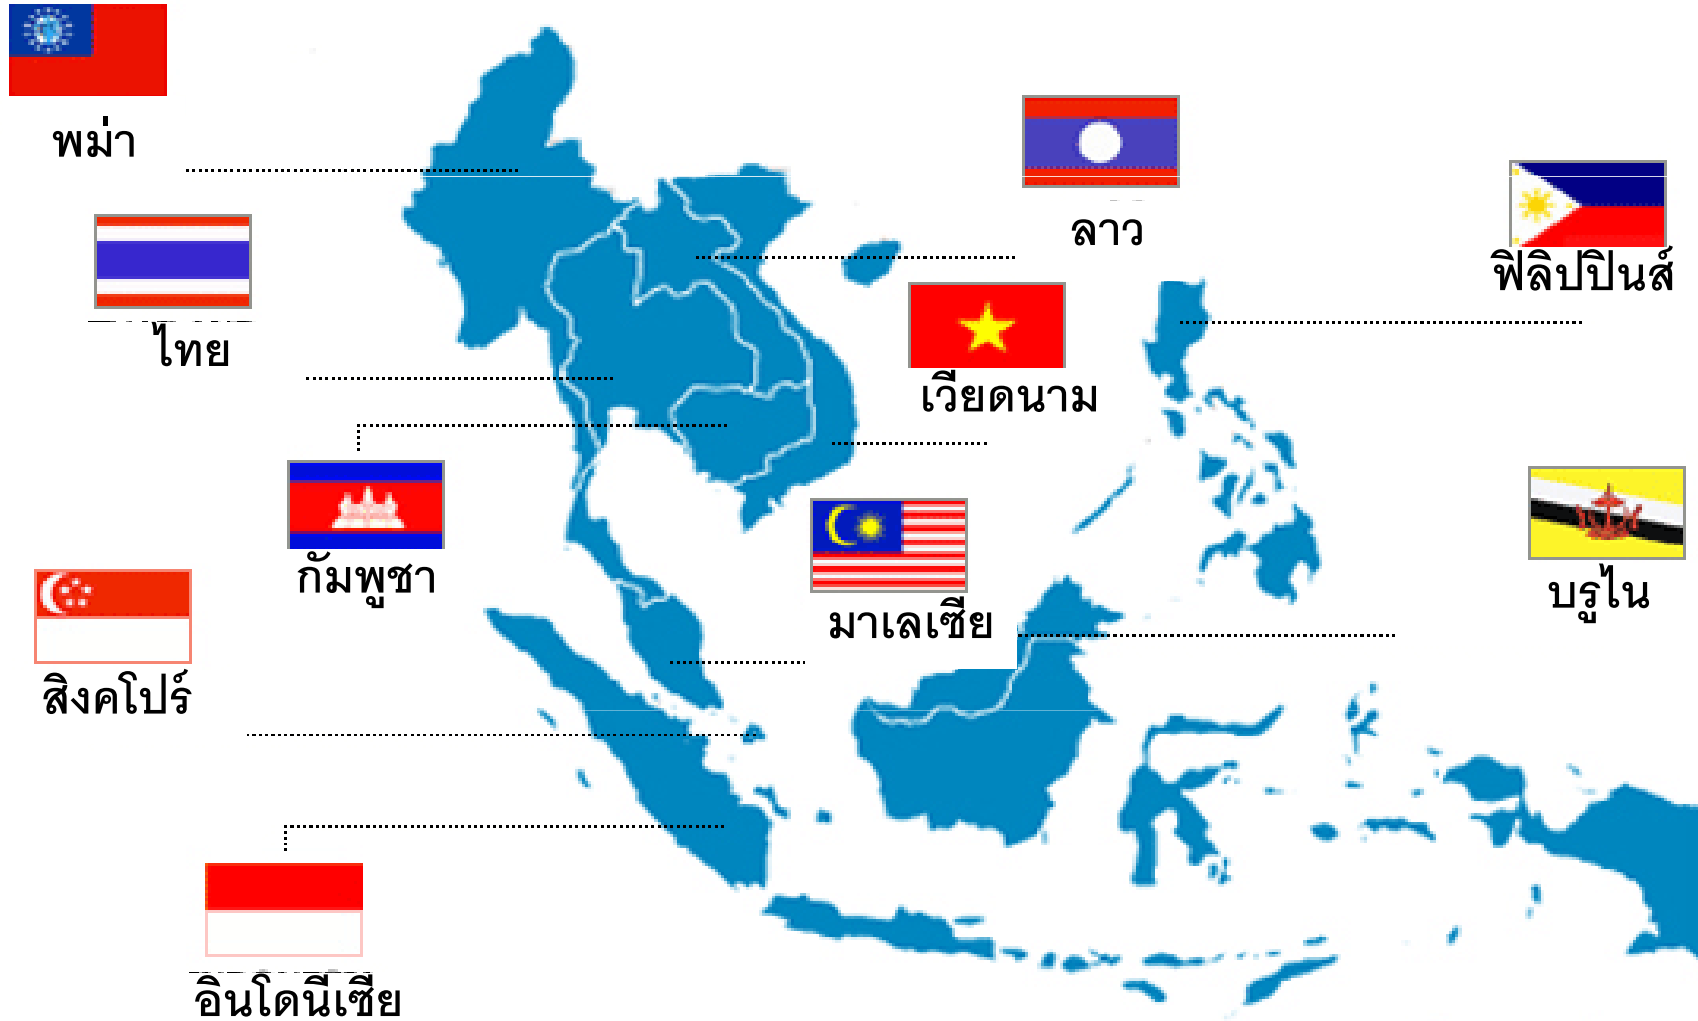 พม่า
ลาว
ฟิลิปปินส์
ไทย
เวียดนาม
กัมพูชา
บรูไน
มาเลเซีย
สิงคโปร์
อินโดนีเซีย